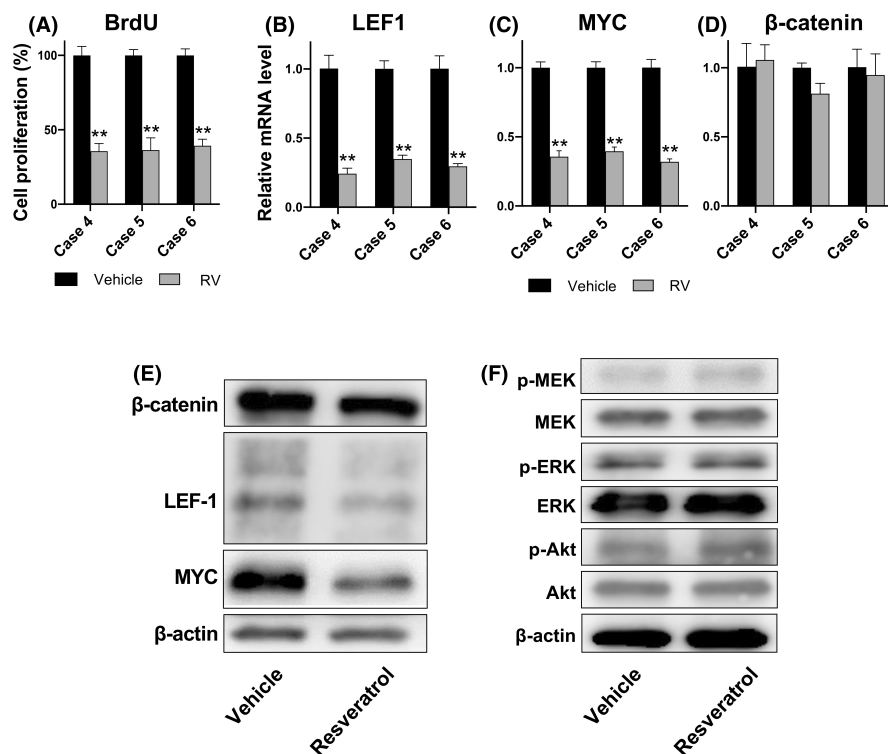 (A) BrdU
Cell proliferation (%)
100
50
0
**
**
**
Case 4
Case 5
Case 6
Vehicle
RV
(B) LEF1
Relative mRNA level
1.0
0.5
0.0
**
**
**
Case 4
Case 5
Case 6
(C) MYC
1.0
0.5
0.0
**
**
**
Case 4
Case 5
Case 6
(D) β-catenin
1.0
0.5
0.0
Case 4
Case 5
Case 6
Vehicle
RV
(E)
β-catenin
LEF-1
MYC
β-actin
Vehicle
Resveratrol
(F)
p-MEK
MEK
p-ERK
ERK
p-Akt
Akt
β-actin
Vehicle
Resveratrol